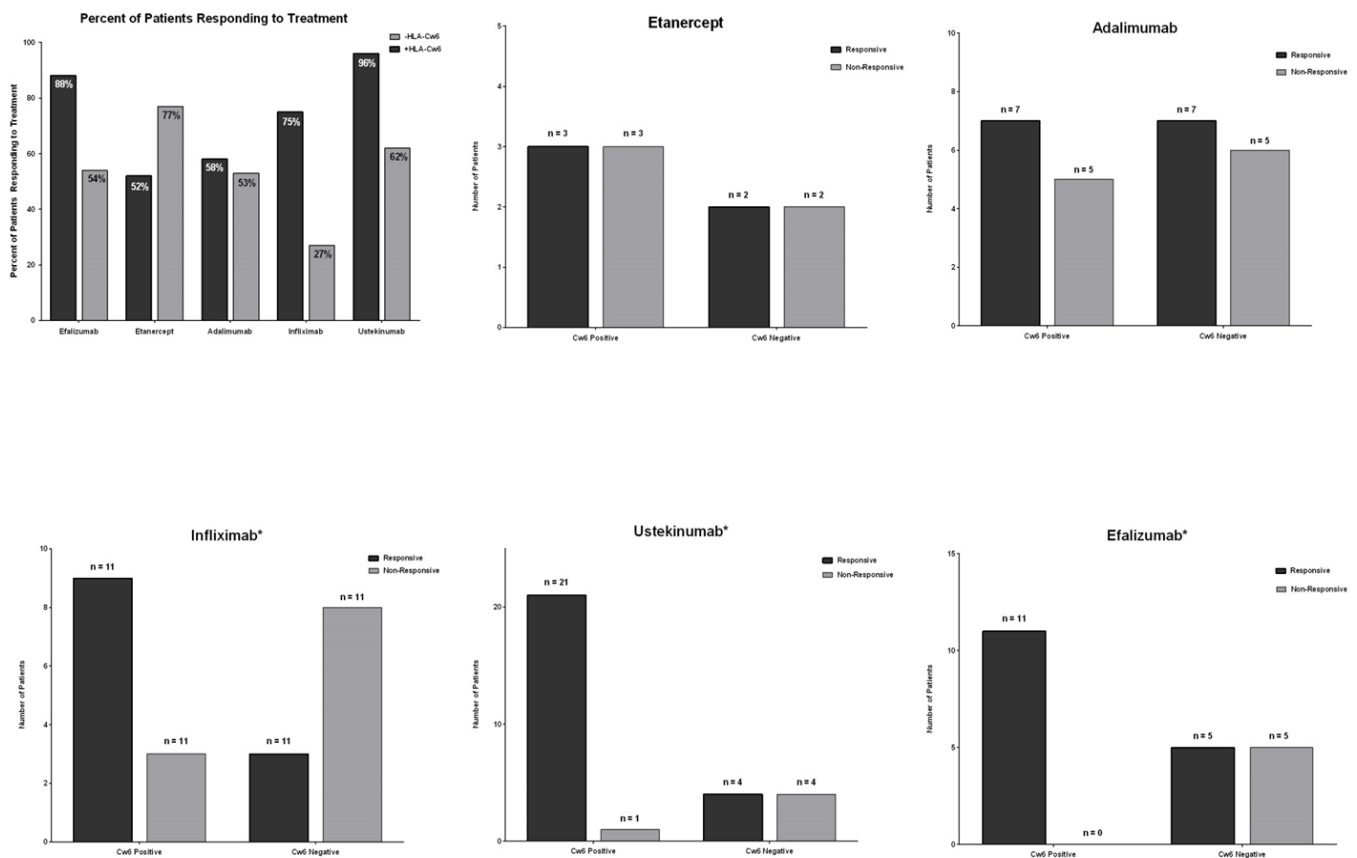 Percent of Patients Responding to Treatment
-HLA-Cw6
+HLA-Cw6
Percent of Patients Responding to Treatment
100
80
60
40
20
0
88%
54%
52%
77%
58%
53%
75%
27%
96%
62%
Efalizumab
Etanercept
Adalimumab
Infliximab
Ustekinumab
Etanercept
Responsive
Non-Responsive
Number of Patients
5
4
3
2
1
0
n = 3
n = 3
n = 2
n = 2
Cw6 Positive
Cw6 Negative
Adalimumab
Responsive
Non-Responsive
Number of Patients
10
8
6
4
2
0
n = 7
n = 5
n = 7
n = 5
Cw6 Positive
Cw6 Negative
Infliximab*
Responsive
Non-Responsive
Number of Patients
10
8
6
4
2
0
n = 11
n = 11
n = 11
n = 11
Cw6 Positive
Cw6 Negative
Ustekinumab*
Responsive
Non-Responsive
Number of Patients
20
10
0
n = 21
n = 1
n = 4
n = 4
Cw6 Positive
Cw6 Negative
Efalizumab*
Responsive
Non-Responsive
Number of Patients
15
10
5
0
n = 11
n = 0
n = 5
n = 5
Cw6 Positive
Cw6 Negative